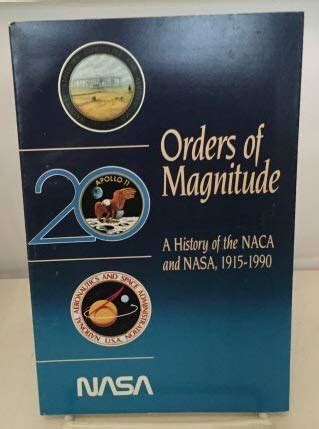 Orders of
Magnitude
A History of the NACA
and NASA, 1915-1990
20
APOLLO 11
NATIONAL AERONAUTICS AND SPACE ADMINISTRATION
U.S.A.
NASA